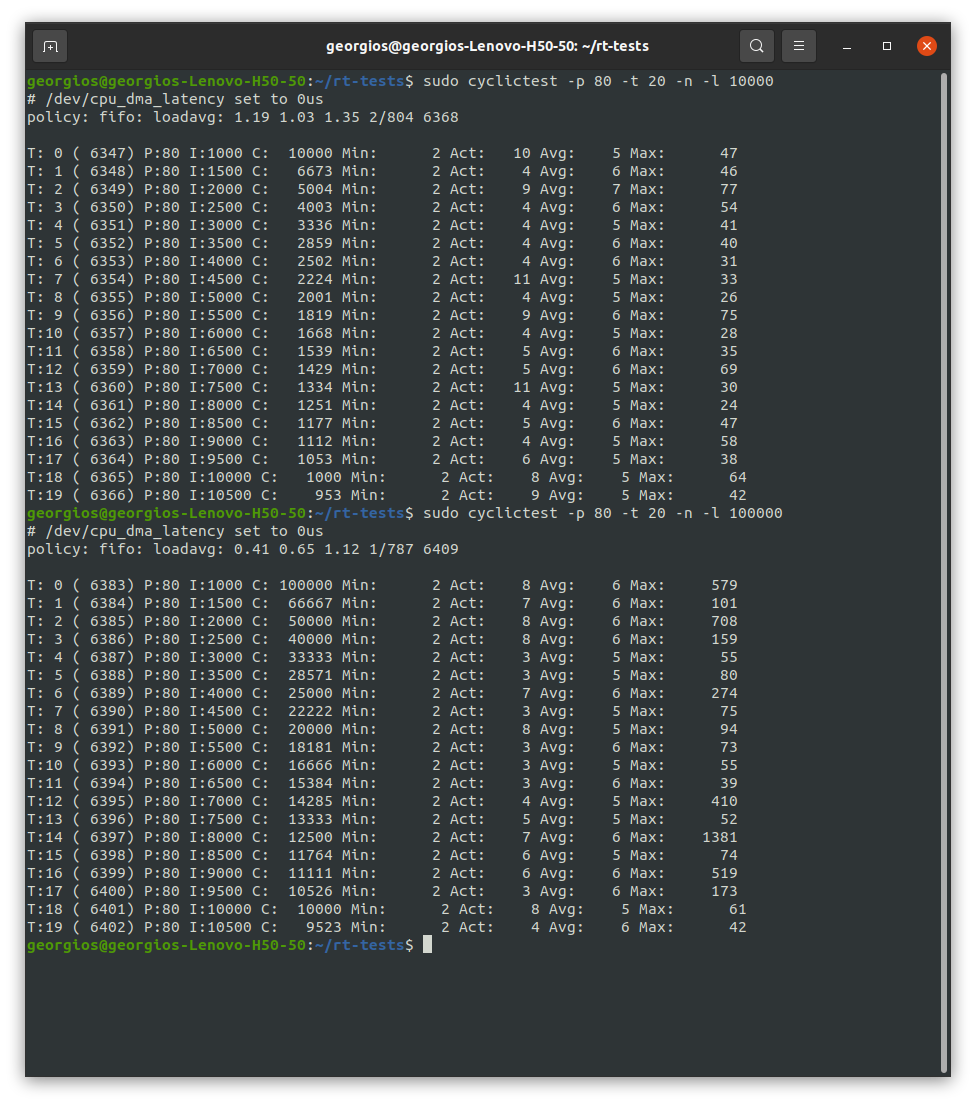 georgios@georgios-Lenovo-H50-50: ~/rt-tests
georgios@georgios-Lenovo-H50-50:~/rt-tests$ sudo cyclictest -p 80 -t 20 -n -l 10000
# /dev/cpu_dma_latency set to 0us
policy: fifo: loadavg: 1.19 1.03 1.35 2/804 6368
T: 0 ( 6347) P:80 I:1000 C:  10000 Min:      2 Act:   10 Avg:    5 Max:      47
T: 1 ( 6348) P:80 I:1500 C:   6673 Min:      2 Act:    4 Avg:    6 Max:      46
T: 2 ( 6349) P:80 I:2000 C:   5004 Min:      2 Act:    9 Avg:    7 Max:      77
T: 3 ( 6350) P:80 I:2500 C:   4003 Min:      2 Act:    4 Avg:    6 Max:      54
T: 4 ( 6351) P:80 I:3000 C:   3336 Min:      2 Act:    4 Avg:    5 Max:      41
T: 5 ( 6352) P:80 I:3500 C:   2859 Min:      2 Act:    4 Avg:    6 Max:      40
T: 6 ( 6353) P:80 I:4000 C:   2502 Min:      2 Act:    4 Avg:    6 Max:      31
T: 7 ( 6354) P:80 I:4500 C:   2224 Min:      2 Act:   11 Avg:    5 Max:      33
T: 8 ( 6355) P:80 I:5000 C:   2001 Min:      2 Act:    4 Avg:    5 Max:      26
T: 9 ( 6356) P:80 I:5500 C:   1819 Min:      2 Act:    9 Avg:    6 Max:      75
T:10 ( 6357) P:80 I:6000 C:   1668 Min:      2 Act:    4 Avg:    5 Max:      28
T:11 ( 6358) P:80 I:6500 C:   1539 Min:      2 Act:    5 Avg:    6 Max:      35
T:12 ( 6359) P:80 I:7000 C:   1429 Min:      2 Act:    5 Avg:    6 Max:      69
T:13 ( 6360) P:80 I:7500 C:   1334 Min:      2 Act:   11 Avg:    5 Max:      30
T:14 ( 6361) P:80 I:8000 C:   1251 Min:      2 Act:    4 Avg:    5 Max:      24
T:15 ( 6362) P:80 I:8500 C:   1177 Min:      2 Act:    5 Avg:    6 Max:      47
T:16 ( 6363) P:80 I:9000 C:   1112 Min:      2 Act:    4 Avg:    5 Max:      58
T:17 ( 6364) P:80 I:9500 C:   1053 Min:      2 Act:    6 Avg:    5 Max:      38
T:18 ( 6365) P:80 I:10000 C:   1000 Min:      2 Act:    8 Avg:    5 Max:      64
T:19 ( 6366) P:80 I:10500 C:    953 Min:      2 Act:    9 Avg:    5 Max:      42
georgios@georgios-Lenovo-H50-50:~/rt-tests$ sudo cyclictest -p 80 -t 20 -n -l 100000
# /dev/cpu_dma_latency set to 0us
policy: fifo: loadavg: 0.41 0.65 1.12 1/787 6409
T: 0 ( 6383) P:80 I:1000 C: 100000 Min:      2 Act:    8 Avg:    6 Max:     579
T: 1 ( 6384) P:80 I:1500 C:  66667 Min:      2 Act:    7 Avg:    6 Max:     101
T: 2 ( 6385) P:80 I:2000 C:  50000 Min:      2 Act:    8 Avg:    6 Max:     708
T: 3 ( 6386) P:80 I:2500 C:  40000 Min:      2 Act:    8 Avg:    6 Max:     159
T: 4 ( 6387) P:80 I:3000 C:  33333 Min:      2 Act:    3 Avg:    5 Max:      55
T: 5 ( 6388) P:80 I:3500 C:  28571 Min:      2 Act:    3 Avg:    5 Max:      80
T: 6 ( 6389) P:80 I:4000 C:  25000 Min:      2 Act:    7 Avg:    6 Max:     274
T: 7 ( 6390) P:80 I:4500 C:  22222 Min:      2 Act:    3 Avg:    5 Max:      75
T: 8 ( 6391) P:80 I:5000 C:  20000 Min:      2 Act:    8 Avg:    5 Max:      94
T: 9 ( 6392) P:80 I:5500 C:  18181 Min:      2 Act:    3 Avg:    6 Max:      73
T:10 ( 6393) P:80 I:6000 C:  16666 Min:      2 Act:    3 Avg:    5 Max:      55
T:11 ( 6394) P:80 I:6500 C:  15384 Min:      2 Act:    3 Avg:    6 Max:      39
T:12 ( 6395) P:80 I:7000 C:  14285 Min:      2 Act:    4 Avg:    5 Max:     410
T:13 ( 6396) P:80 I:7500 C:  13333 Min:      2 Act:    5 Avg:    5 Max:      52
T:14 ( 6397) P:80 I:8000 C:  12500 Min:      2 Act:    7 Avg:    6 Max:    1381
T:15 ( 6398) P:80 I:8500 C:  11764 Min:      2 Act:    6 Avg:    5 Max:      74
T:16 ( 6399) P:80 I:9000 C:  11111 Min:      2 Act:    6 Avg:    6 Max:     519
T:17 ( 6400) P:80 I:9500 C:  10526 Min:      2 Act:    3 Avg:    6 Max:     173
T:18 ( 6401) P:80 I:10000 C:  10000 Min:      2 Act:    8 Avg:    5 Max:      61
T:19 ( 6402) P:80 I:10500 C:   9523 Min:      2 Act:    4 Avg:    6 Max:      42
georgios@georgios-Lenovo-H50-50:~/rt-tests$